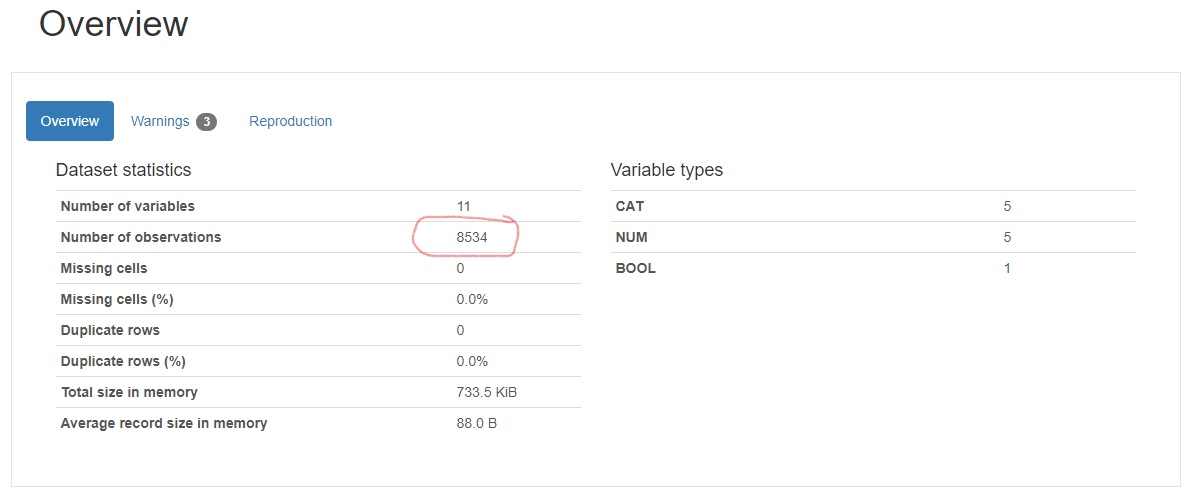 Overview
Overview Warnings 3 Reproduction
Dataset statistics
Number of variables 11
Number of observations 8534
Missing cells 0
Missing cells (%) 0.0%
Duplicate rows 0
Duplicate rows (%) 0.0%
Total size in memory 733.5 KiB
Average record size in memory 88.0 B
Variable types
CAT 5
NUM 5
BOOL 1